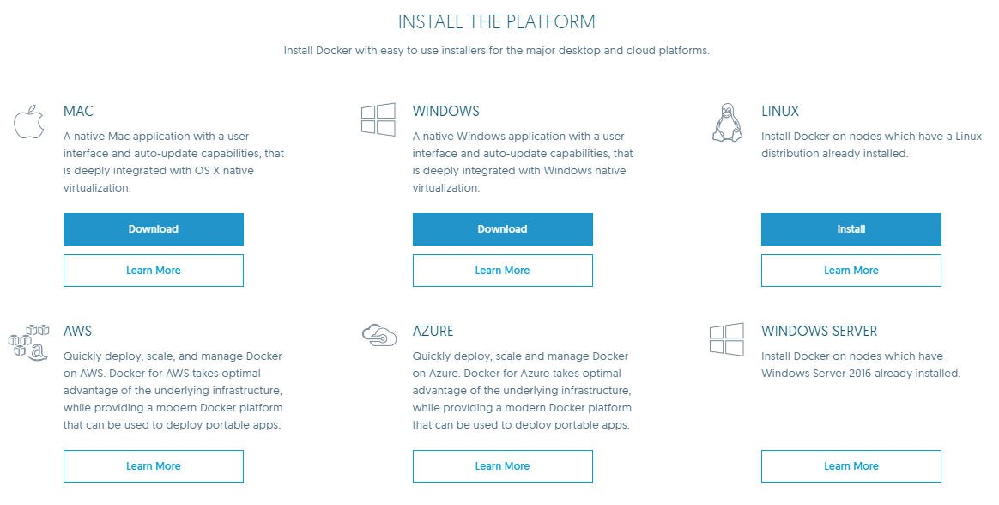 INSTALL THE PLATFORM
Install Docker with easy to use installers for the major desktop and cloud platforms.
MAC
A native Mac application with a user
interface and auto-update capabilities, that
is deeply integrated with OS X native
virtualization.
Download
Learn More
WINDOWS
A native Windows application with a user
interface and auto-update capabilities, that
is deeply integrated with Windows native
virtualization.
Download
Learn More
LINUX
Install Docker on nodes which have a Linux
distribution already installed.
Install
Learn More
AWS
Quickly deploy, scale, and manage Docker
on AWS. Docker for AWS takes optimal
advantage of the underlying infrastructure,
while providing a modern Docker platform
that can be used to deploy portable apps.
Learn More
AZURE
Quickly deploy, scale and manage Docker
on Azure. Docker for Azure takes optimal
advantage of the underlying infrastructure,
while providing a modern Docker platform
that can be used to deploy portable apps.
Learn More
WINDOWS SERVER
Install Docker on nodes which have
Windows Server 2016 already installed.
Learn More